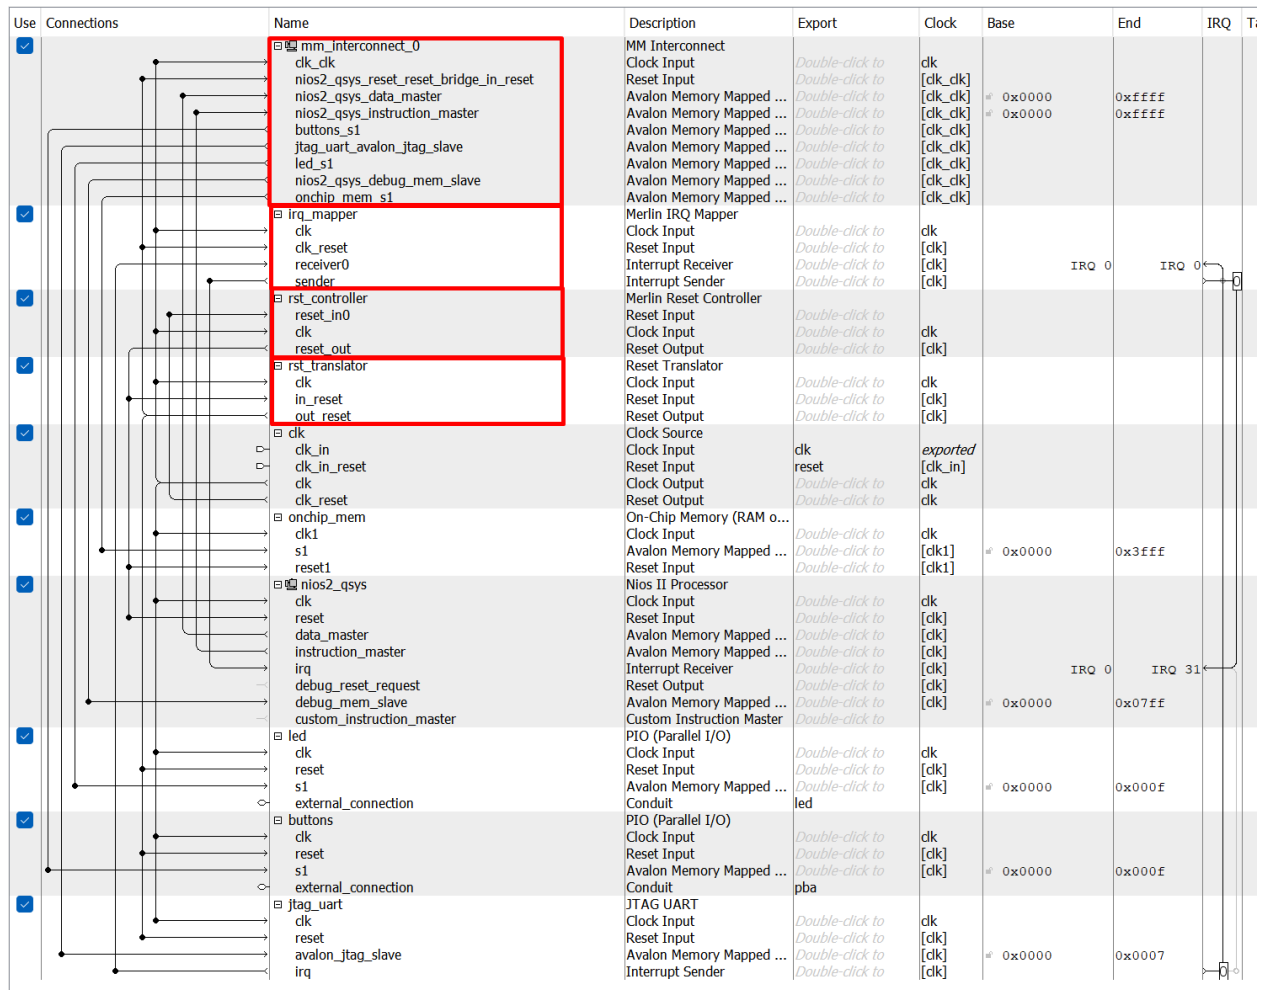 Use Connections Name Description Export Clock Base End IRQ T
mm_interconnect_0 MM Interconnect
clk_clk Clock Input Double-click to clk
nios2_qsys_reset_reset_bridge_in_reset Reset Input Double-click to [clk_clk]
nios2_qsys_data_master Avalon Memory Mapped ... Double-click to [clk_clk] 0x0000 0xffff
nios2_qsys_instruction_master Avalon Memory Mapped ... Double-click to [clk_clk] 0x0000 0xffff
buttons_s1 Avalon Memory Mapped ... Double-click to [clk_clk]
jtag_uart_avalon_jtag_slave Avalon Memory Mapped ... Double-click to [clk_clk]
led_s1 Avalon Memory Mapped ... Double-click to [clk_clk]
nios2_qsys_debug_mem_slave Avalon Memory Mapped ... Double-click to [clk_clk]
onchip_mem_s1 Avalon Memory Mapped ... Double-click to [clk_clk]
irq_mapper Merlin IRQ Mapper
clk Clock Input Double-click to clk
clk_reset Reset Input Double-click to [clk]
receiver0 Interrupt Receiver Double-click to [clk] IRQ 0 IRQ 0
sender Interrupt Sender Double-click to [clk] 0
rst_controller Merlin Reset Controller
reset_in0 Reset Input Double-click to
clk Clock Input Double-click to clk
reset_out Reset Output Double-click to [clk]
rst_translator Reset Translator
clk Clock Input Double-click to clk
in_reset Reset Input Double-click to [clk]
out_reset Reset Output Double-click to [clk]
clk Clock Source
clk_in Clock Input clk exported
clk_in_reset Reset Input reset [clk_in]
clk Clock Output Double-click to clk
clk_reset Reset Output Double-click to clk
onchip_mem On-Chip Memory (RAM o...
clk1 Clock Input Double-click to clk
s1 Avalon Memory Mapped ... Double-click to [clk1] 0x0000 0x3fff
reset1 Reset Input Double-click to [clk1]
nios2_qsys Nios II Processor
clk Clock Input Double-click to clk
reset Reset Input Double-click to [clk]
data_master Avalon Memory Mapped ... Double-click to [clk]
instruction_master Avalon Memory Mapped ... Double-click to [clk]
irq Interrupt Receiver Double-click to [clk] IRQ 0 IRQ 31
debug_reset_request Reset Output Double-click to [clk]
debug_mem_slave Avalon Memory Mapped ... Double-click to [clk] 0x0000 0x07ff
custom_instruction_master Custom Instruction Master Double-click to
led PIO (Parallel I/O)
clk Clock Input Double-click to clk
reset Reset Input Double-click to [clk]
s1 Avalon Memory Mapped ... Double-click to [clk] 0x0000 0x000f
external_connection Conduit led
buttons PIO (Parallel I/O)
clk Clock Input Double-click to clk
reset Reset Input Double-click to [clk]
s1 Avalon Memory Mapped ... Double-click to [clk] 0x0000 0x000f
external_connection Conduit pba
jtag_uart JTAG UART
clk Clock Input Double-click to clk
reset Reset Input Double-click to [clk]
avalon_jtag_slave Avalon Memory Mapped ... Double-click to [clk] 0x0000 0x0007
irq Interrupt Sender Double-click to [clk] 0